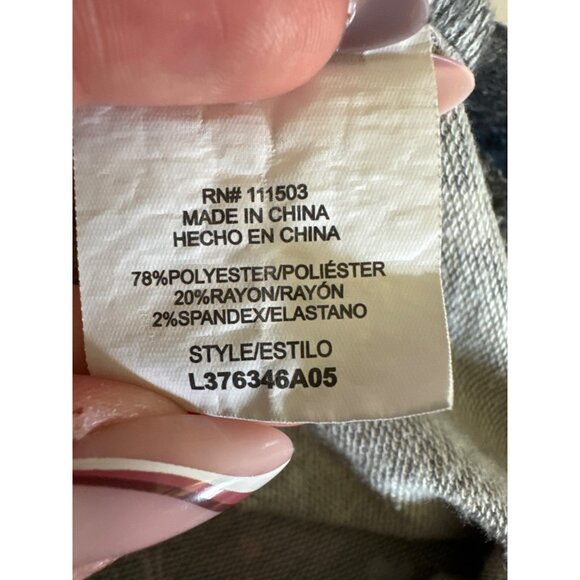 RN# 111503
MADE IN CHINA
HECHO EN CHINA
78%POLYESTER/POLIÉSTER
20%RAYON/RAYÓN
2%SPANDEX/ELASTANO
STYLE/ESTILO
L376346A05